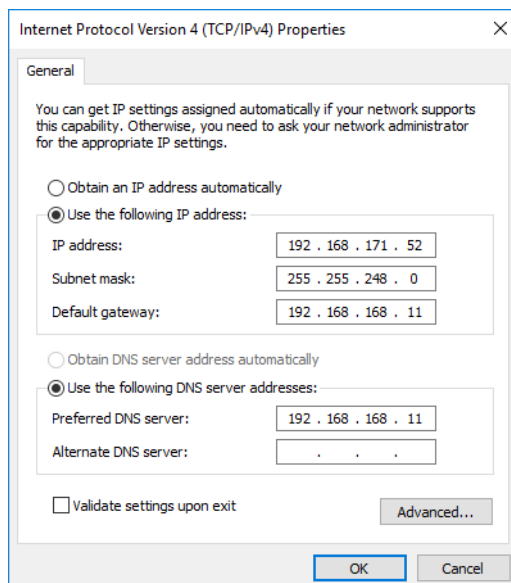 Internet Protocol Version 4 (TCP/IPv4) Properties
General
You can get IP settings assigned automatically if your network supports
this capability. Otherwise, you need to ask your network administrator
for the appropriate IP settings.
Obtain an IP address automatically
Use the following IP address:
IP address: 192 . 168 . 171 . 52
Subnet mask: 255 . 255 . 248 . 0
Default gateway: 192 . 168 . 168 . 11
Obtain DNS server address automatically
Use the following DNS server addresses:
Preferred DNS server: 192 . 168 . 168 . 11
Alternate DNS server: . . .
Validate settings upon exit
Advanced...
OK Cancel